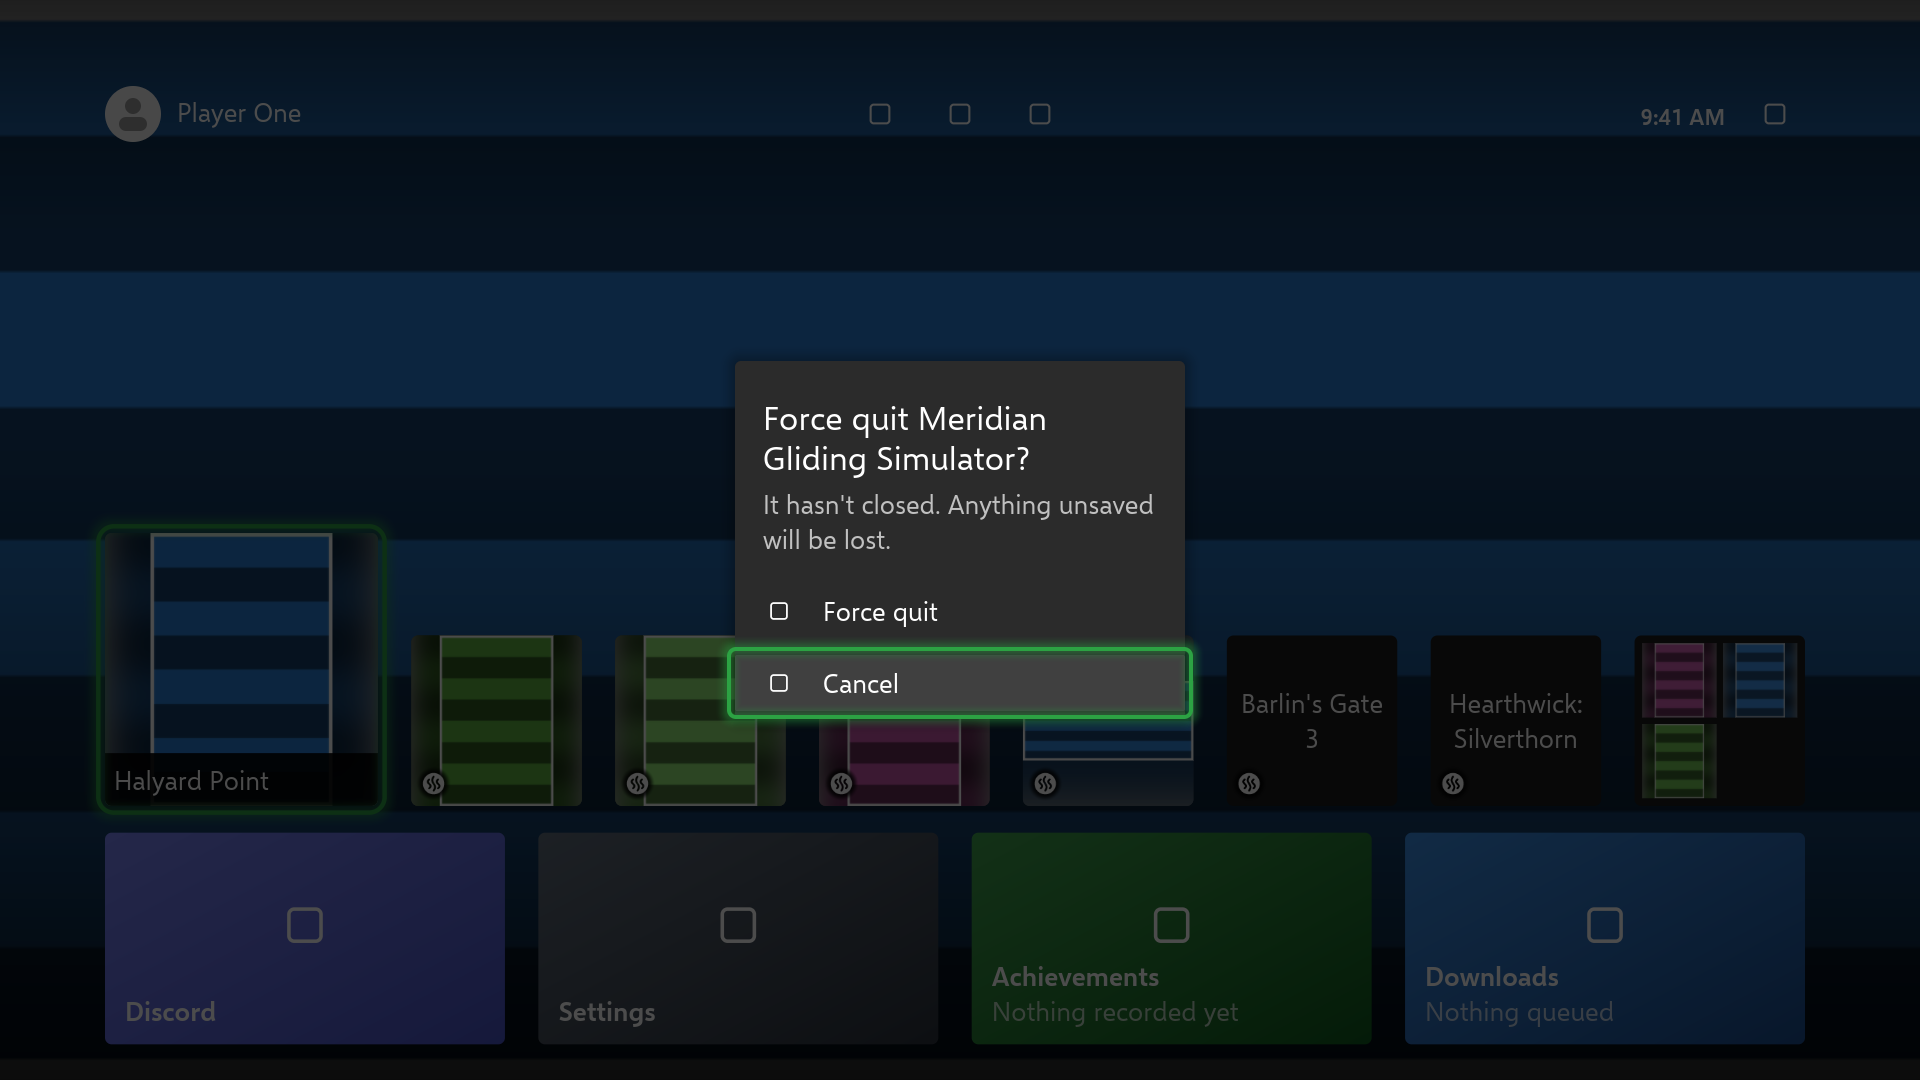 Player One
9:41 AM
Force quit Meridian
Gliding Simulator?
It hasn't closed. Anything unsaved
will be lost.
Force quit
Cancel
Halyard Point
Barlin's Gate
3
Hearthwick:
Silverthorn
Discord
Settings
Achievements
Nothing recorded yet
Downloads
Nothing queued